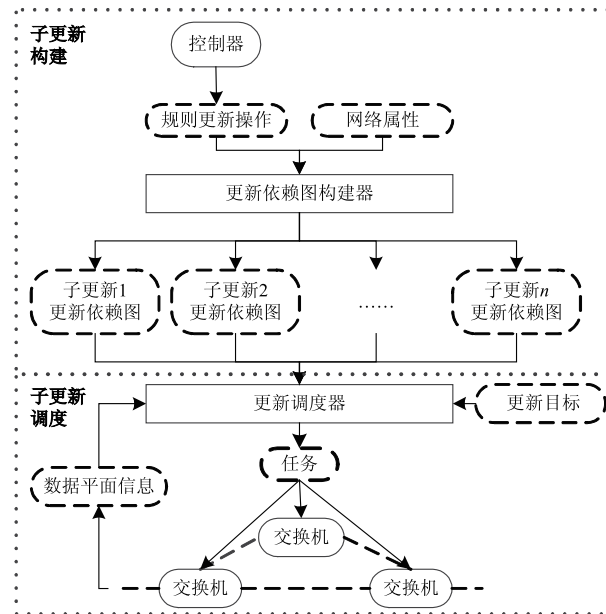 子更新
构建
控制器
规则更新操作
网络属性
更新依赖图构建器
子更新1
更新依赖图
子更新2
更新依赖图
……
子更新n
更新依赖图
子更新
调度
更新调度器
更新目标
任务
数据平面信息
交换机
交换机
交换机